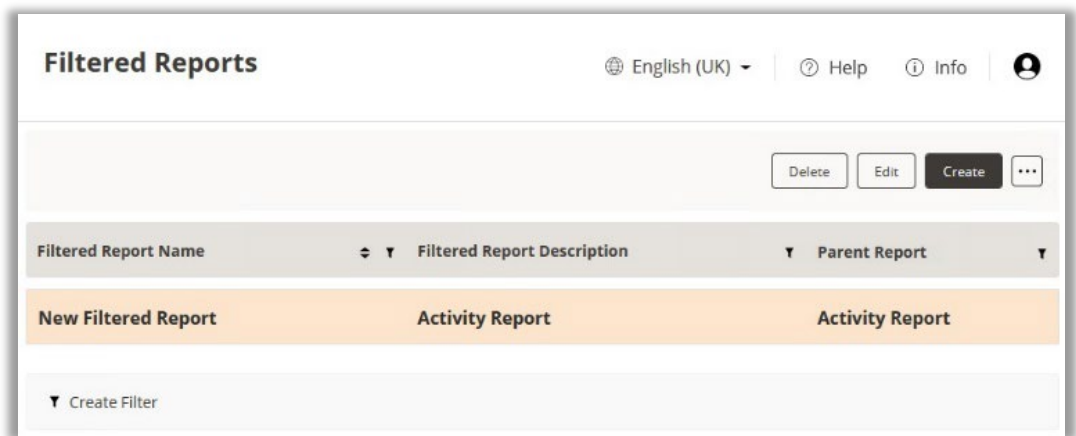 Filtered Reports
English (UK) Help Info
Delete Edit Create
Filtered Report Name Filtered Report Description Parent Report
New Filtered Report Activity Report Activity Report
Create Filter